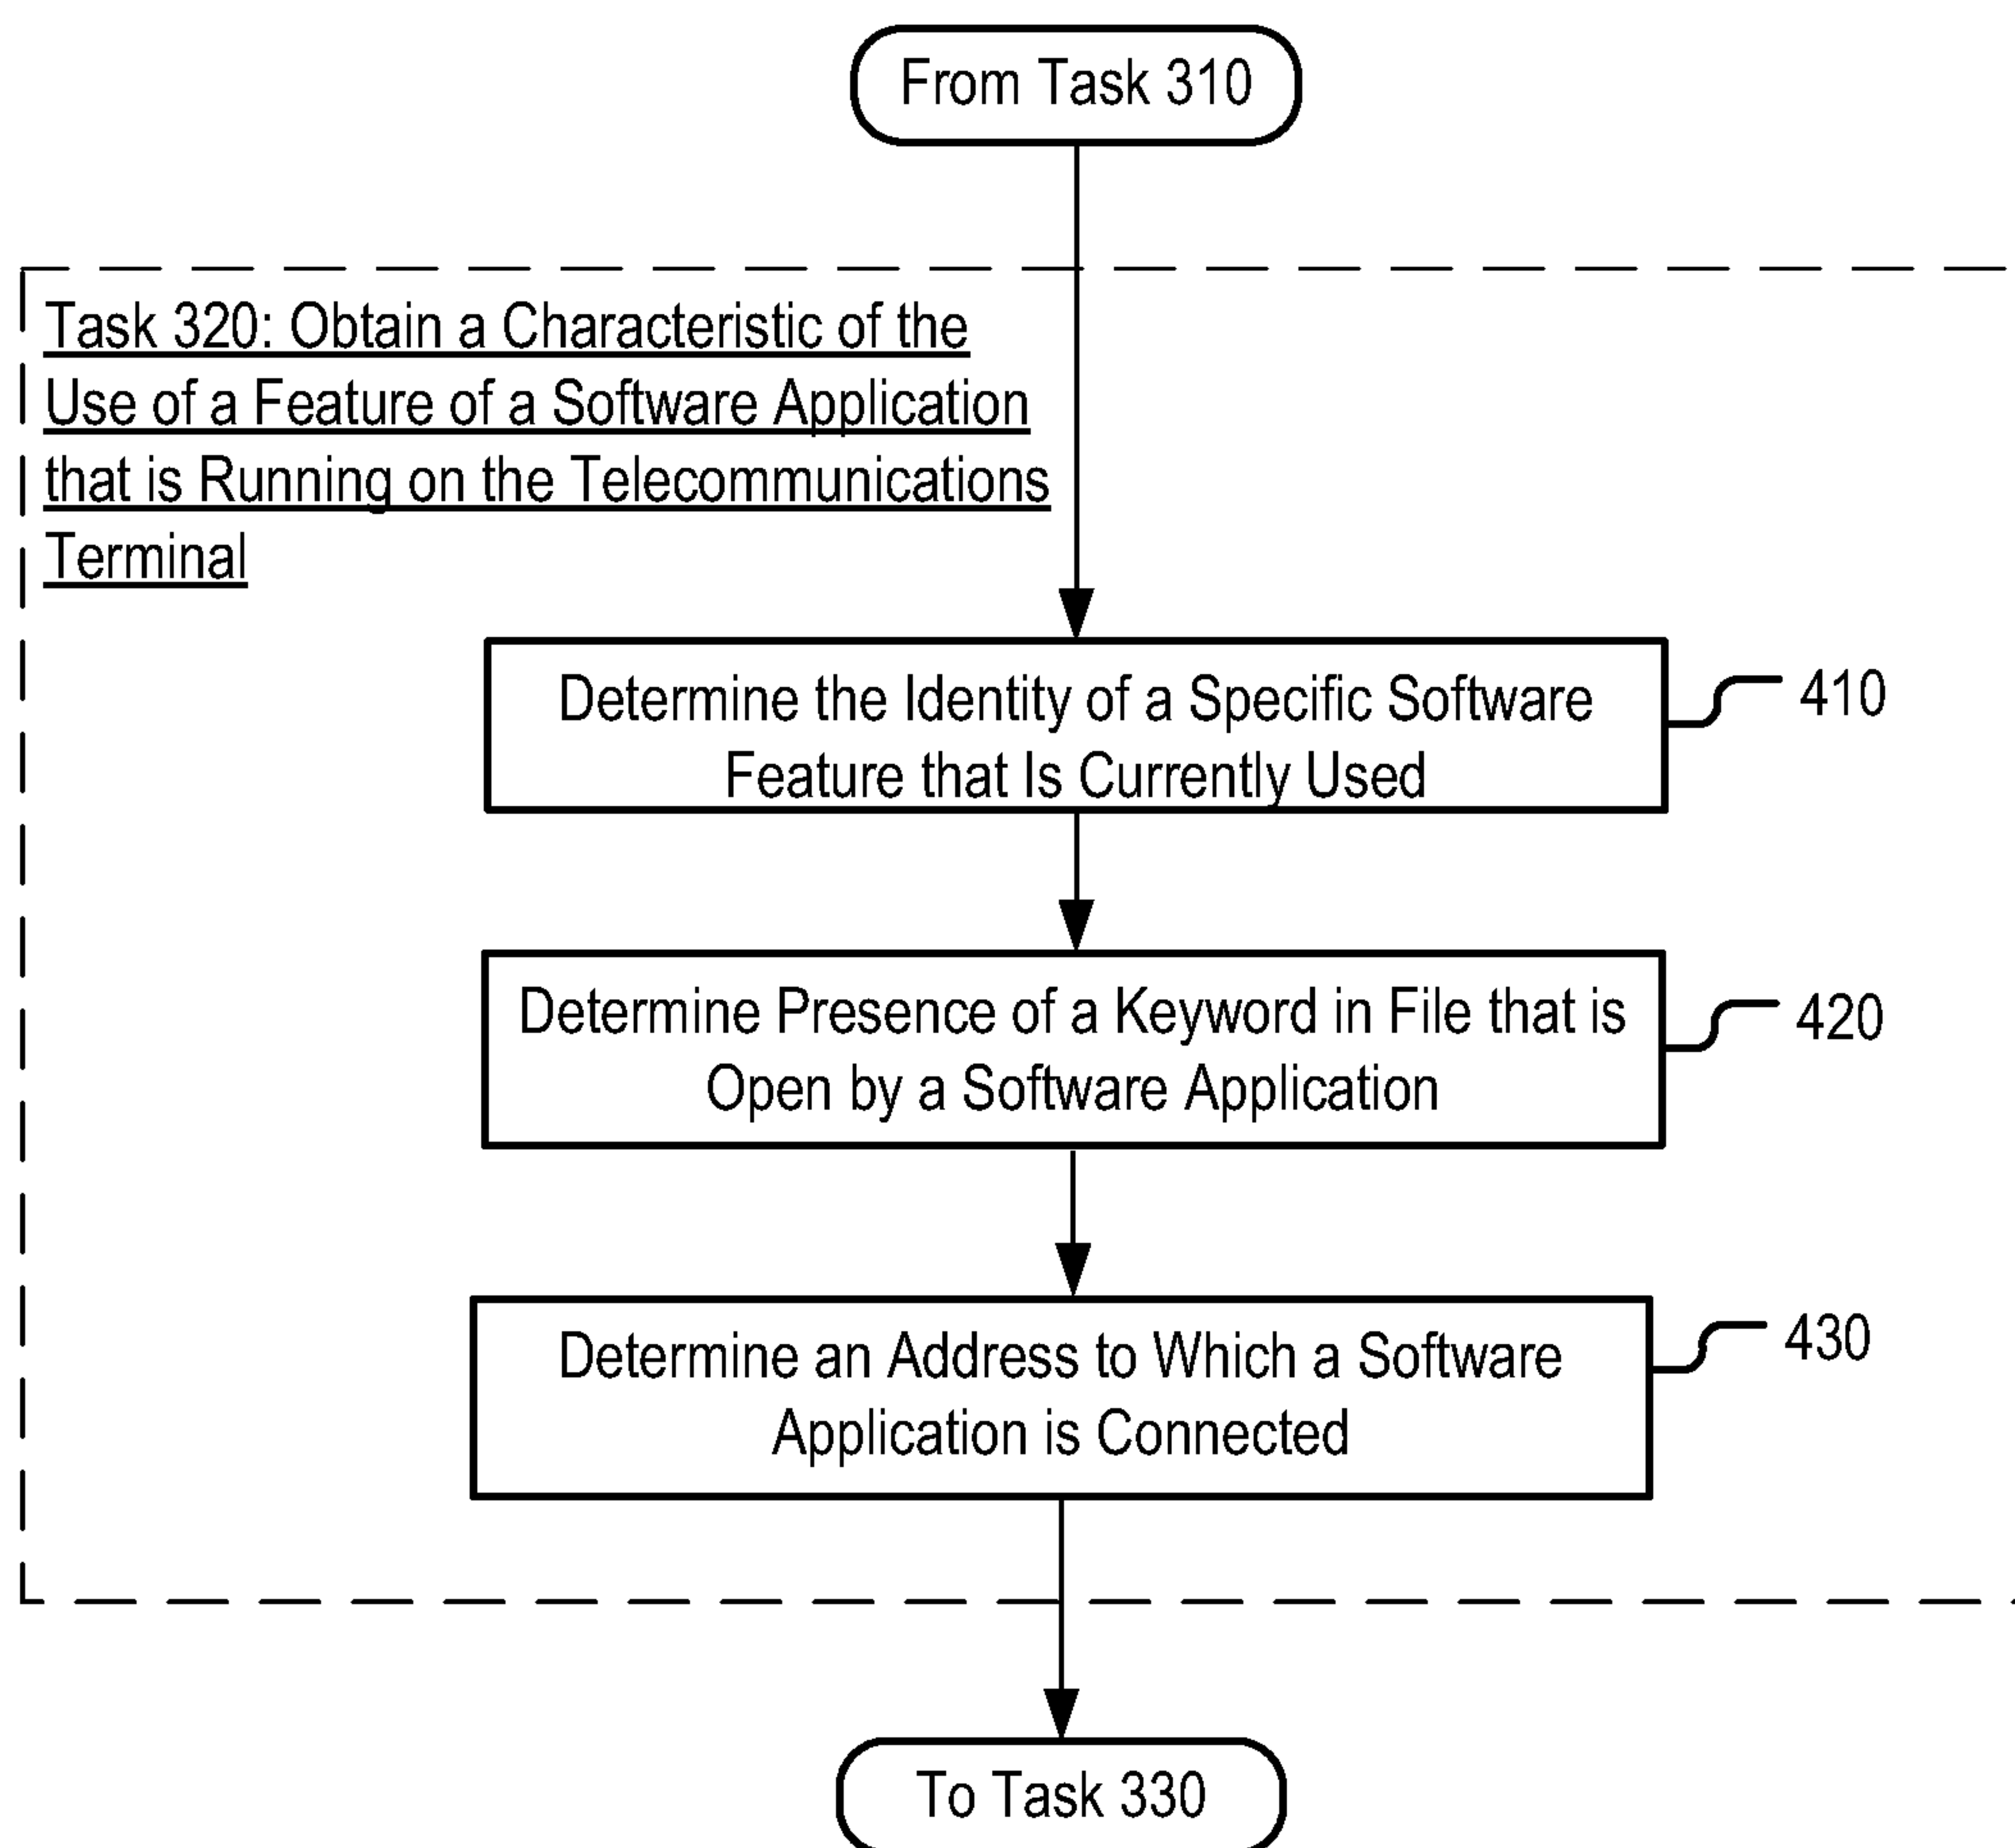 From Task 310
Task 320: Obtain a Characteristic of the
Use of a Feature of a Software Application
that is Running on the Telecommunications
Terminal
Determine the Identity of a Specific Software
Feature that Is Currently Used
410
Determine Presence of a Keyword in File that is
Open by a Software Application
420
Determine an Address to Which a Software
Application is Connected
430
To Task 330